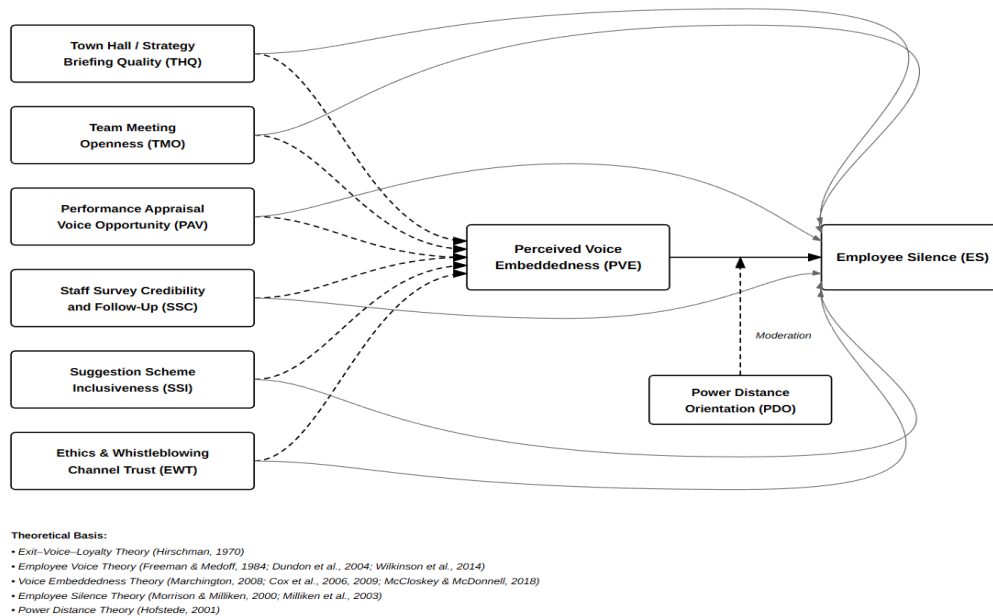 Town Hall / Strategy
Briefing Quality (THQ)
Team Meeting
Openness (TMO)
Performance Appraisal
Voice Opportunity (PAV)
Staff Survey Credibility
and Follow-Up (SSC)
Suggestion Scheme
Inclusiveness (SSI)
Ethics & Whistleblowing
Channel Trust (EWT)
Perceived Voice
Embeddedness (PVE)
Employee Silence (ES)
Moderation
Power Distance
Orientation (PDO)
Theoretical Basis:
• Exit–Voice–Loyalty Theory (Hirschman, 1970)
• Employee Voice Theory (Freeman & Medoff, 1984; Dundon et al., 2004; Wilkinson et al., 2014)
• Voice Embeddedness Theory (Marchington, 2008; Cox et al., 2006, 2009; McCloskey & McDonnell, 2018)
• Employee Silence Theory (Morrison & Milliken, 2000; Milliken et al., 2003)
• Power Distance Theory (Hofstede, 2001)